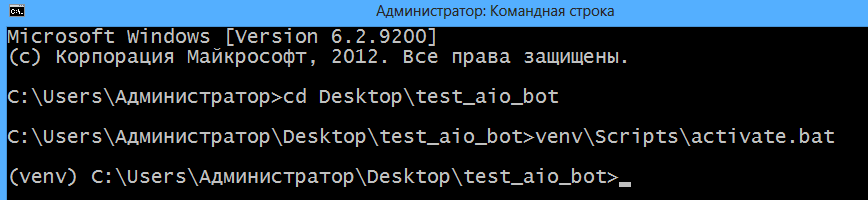 Администратор: Командная строка
Microsoft Windows [Version 6.2.9200]
(c) Корпорация Майкрософт, 2012. Все права защищены.
C:\Users\Администратор>cd Desktop\test_aio_bot
C:\Users\Администратор\Desktop\test_aio_bot>venv\Scripts\activate.bat
(venv) C:\Users\Администратор\Desktop\test_aio_bot>_